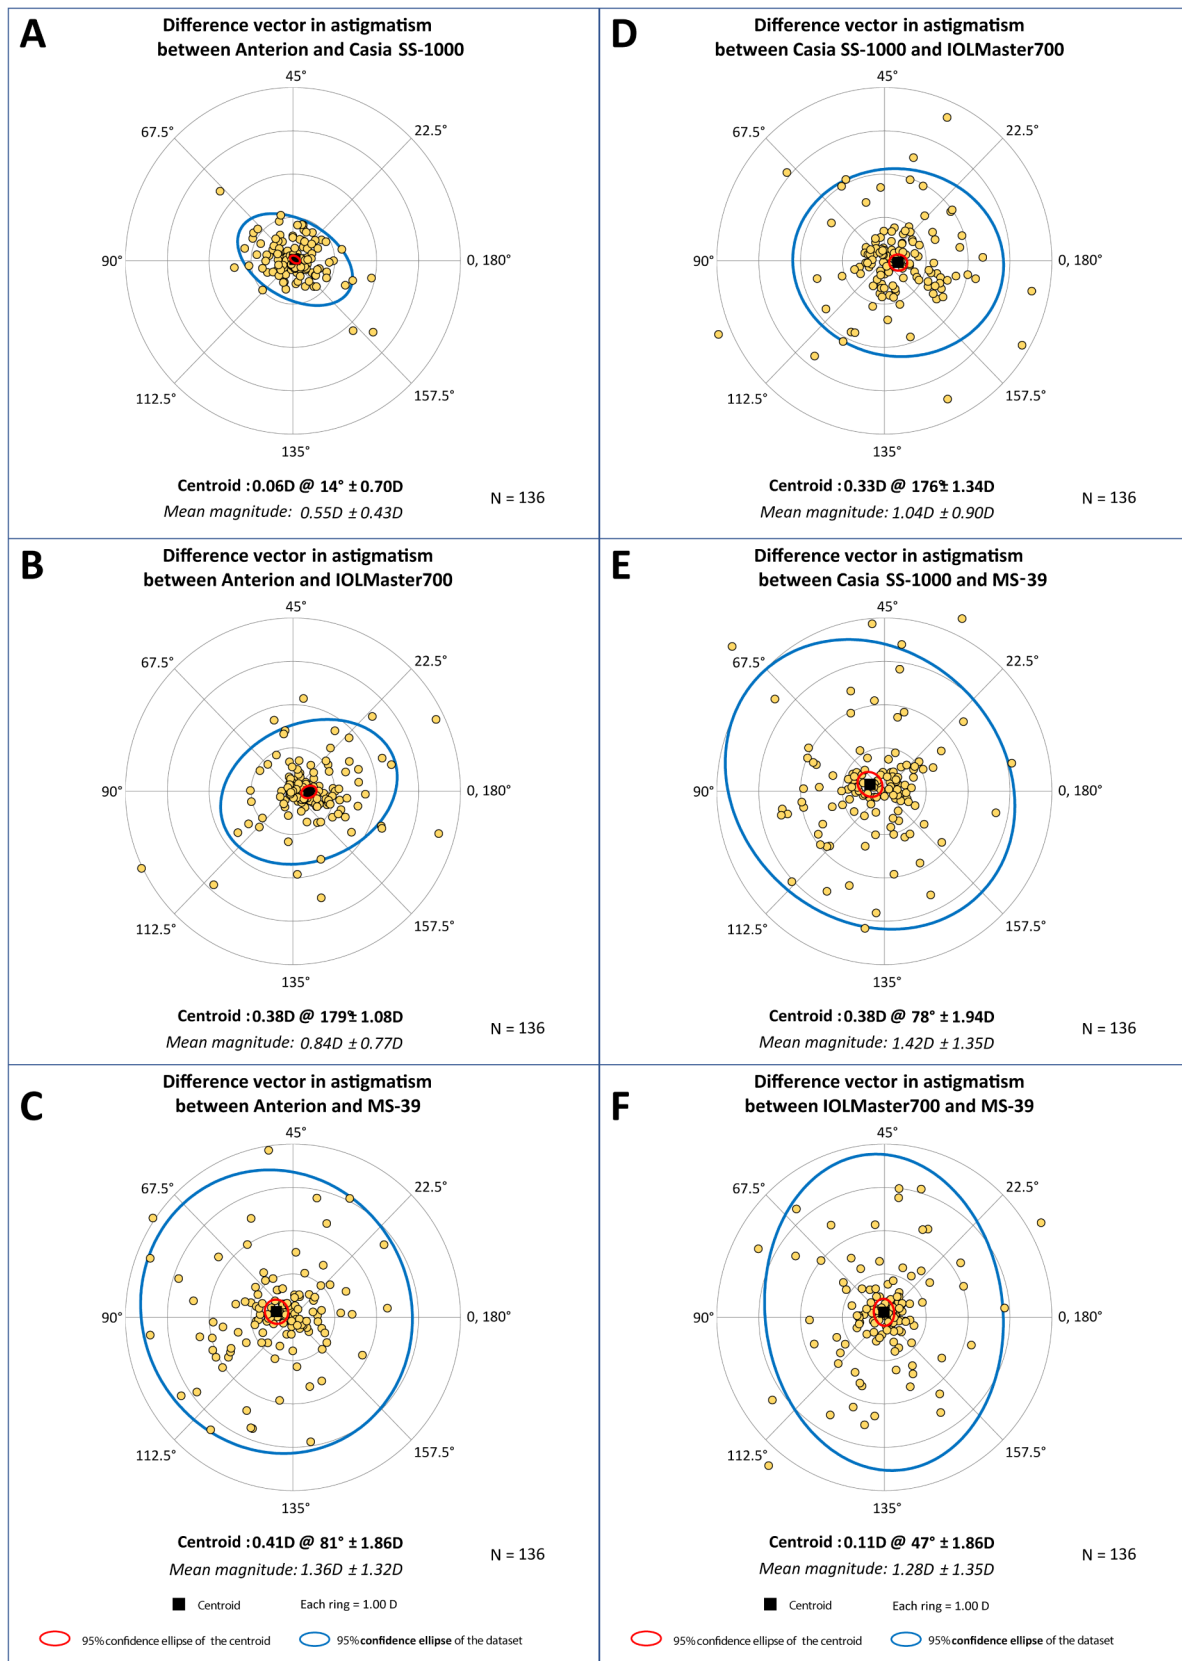 A
Difference vector in astigmatism
between Anterion and Casia SS-1000
45°
67.5°
22.5°
90°
0, 180°
112.5°
157.5°
135°
Centroid : 0.06D @ 14° ± 0.70D
Mean magnitude: 0.55D ± 0.43D
N = 136
D
Difference vector in astigmatism
between Casia SS-1000 and IOLMaster700
45°
67.5°
22.5°
90°
0, 180°
112.5°
157.5°
135°
Centroid : 0.33D @ 176° ± 1.34D
Mean magnitude: 1.04D ± 0.90D
N = 136
B
Difference vector in astigmatism
between Anterion and IOLMaster700
45°
67.5°
22.5°
90°
0, 180°
112.5°
157.5°
135°
Centroid : 0.38D @ 179° ± 1.08D
Mean magnitude: 0.84D ± 0.77D
N = 136
E
Difference vector in astigmatism
between Casia SS-1000 and MS-39
45°
67.5°
22.5°
90°
0, 180°
112.5°
157.5°
135°
Centroid : 0.38D @ 78° ± 1.94D
Mean magnitude: 1.42D ± 1.35D
N = 136
C
Difference vector in astigmatism
between Anterion and MS-39
45°
67.5°
22.5°
90°
0, 180°
112.5°
157.5°
135°
Centroid : 0.41D @ 81° ± 1.86D
Mean magnitude: 1.36D ± 1.32D
N = 136
Centroid
Each ring = 1.00 D
95% confidence ellipse of the centroid
95% confidence ellipse of the dataset
F
Difference vector in astigmatism
between IOLMaster700 and MS-39
45°
67.5°
22.5°
90°
0, 180°
112.5°
157.5°
135°
Centroid : 0.11D @ 47° ± 1.86D
Mean magnitude: 1.28D ± 1.35D
N = 136
Centroid
Each ring = 1.00 D
95% confidence ellipse of the centroid
95% confidence ellipse of the dataset